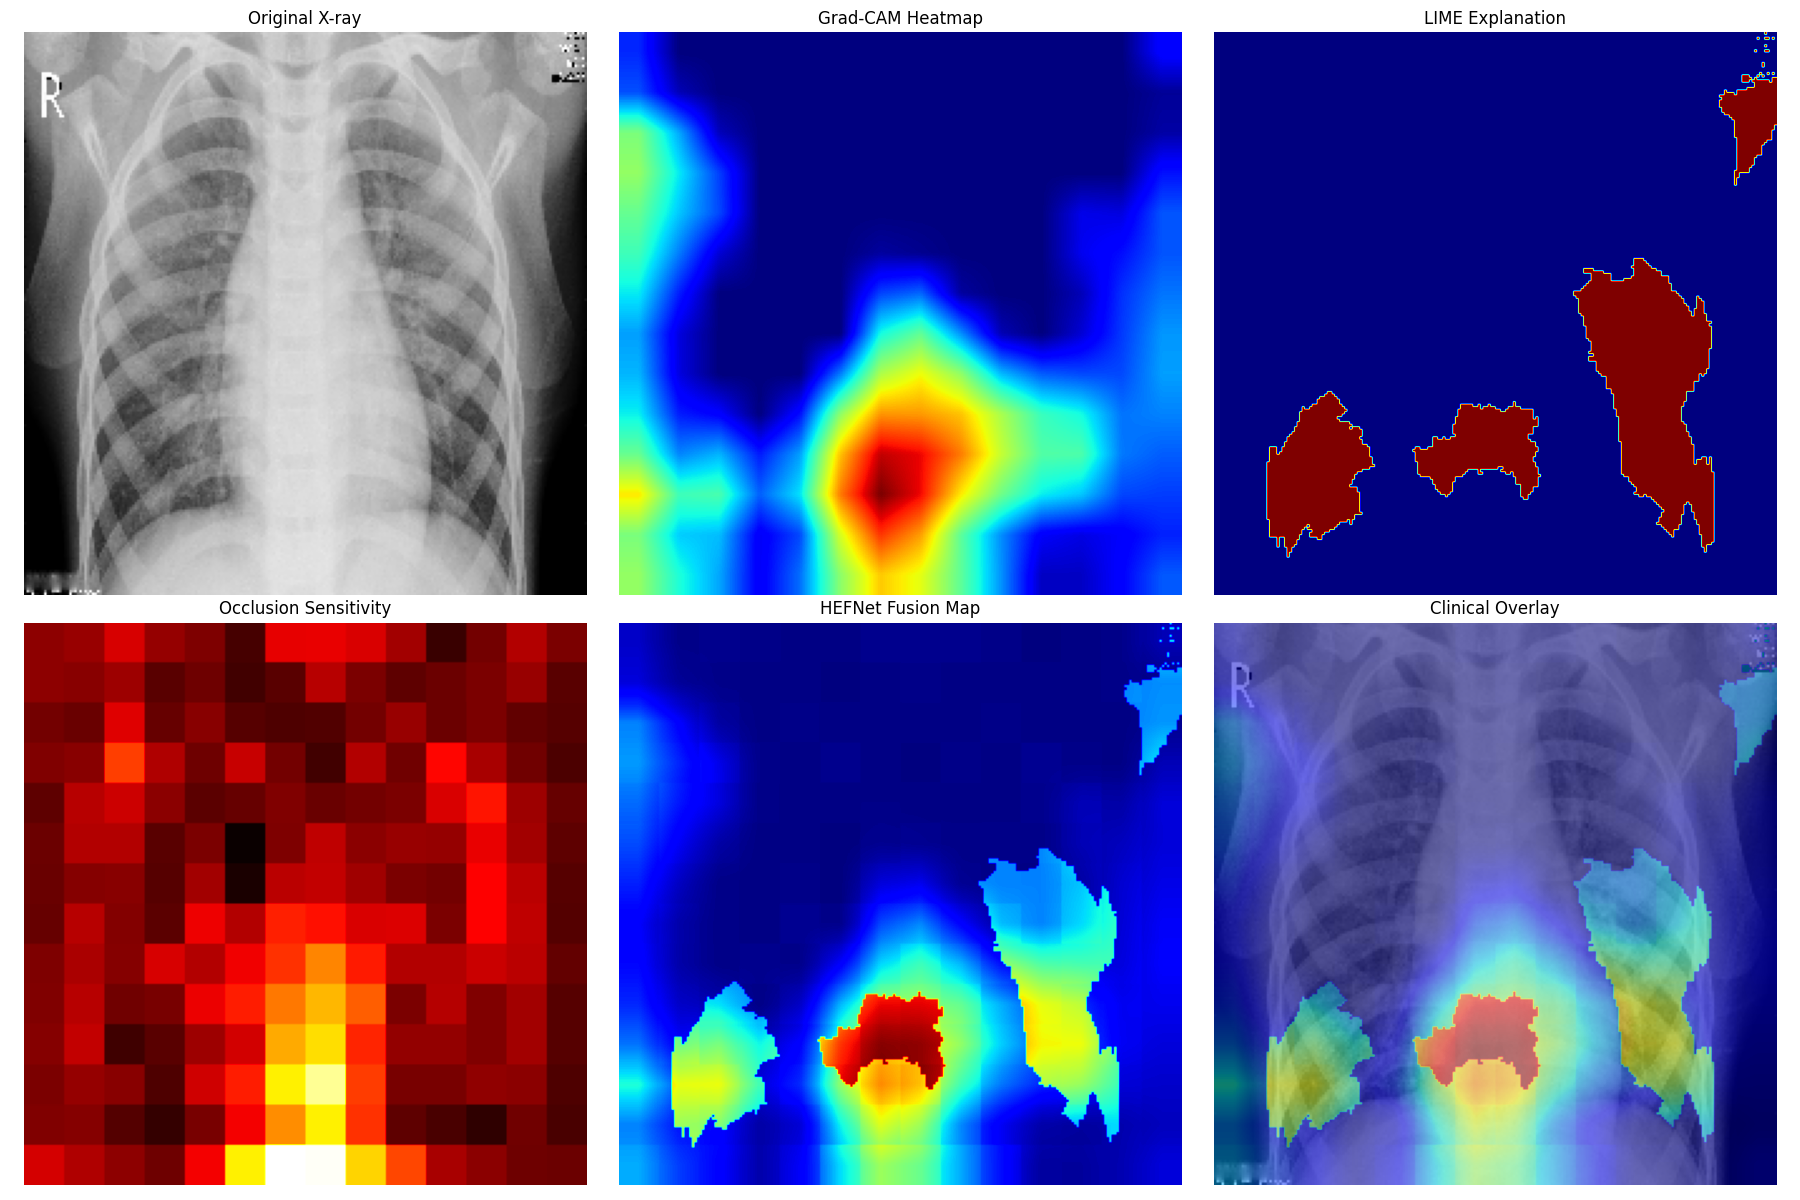 Original X-ray
Grad-CAM Heatmap
LIME Explanation
R
Occlusion Sensitivity
HEFNet Fusion Map
Clinical Overlay
R